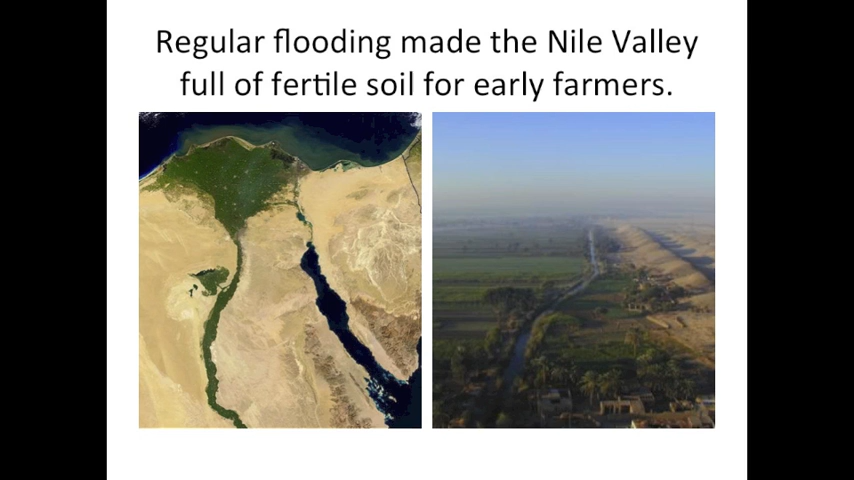 Regular flooding made the Nile Valley
full of fertile soil for early farmers.